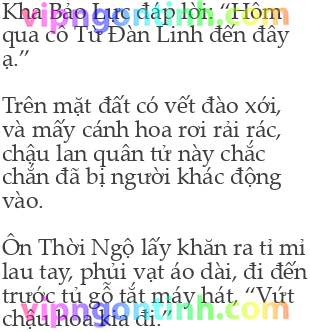 Kha Bảo Lực đáp lời, “Hôm
qua cô Từ Đàn Linh đến đây
ạ.”
Trên mặt đất có vết đào xới,
và mấy cánh hoa rơi rải rác,
chậu lan quân tử này chắc
chắn đã bị người khác động
vào.
Ôn Thời Ngộ lấy khăn ra tỉ mỉ
lau tay, phủi vạt áo dài, đi đến
trước tủ gỗ tắt máy hát, “Vứt
chậu hoa kia đi.”
vipngontinh.com
vipngontinh.com